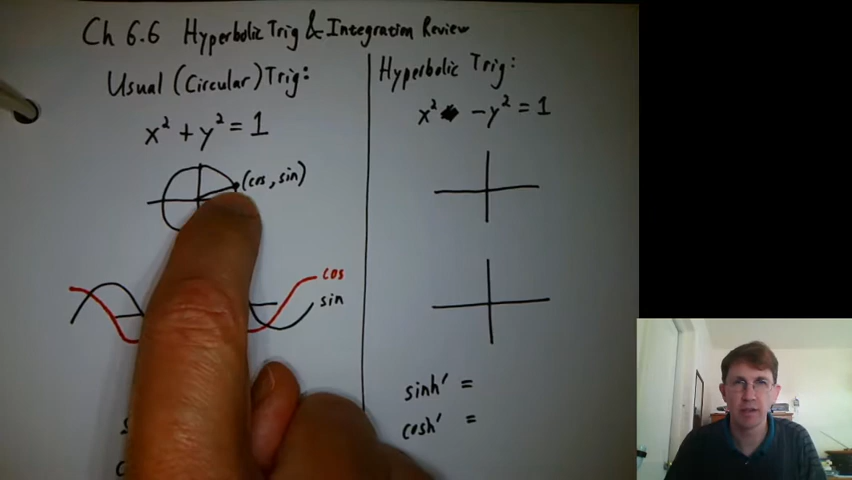 Ch 6.6 Hyperbolic Trig & Integration Review
Usual (Circular) Trig:
x² + y² = 1
(cos, sin)
cos
sin
Hyperbolic Trig:
x² - y² = 1
sinh' =
cosh' =